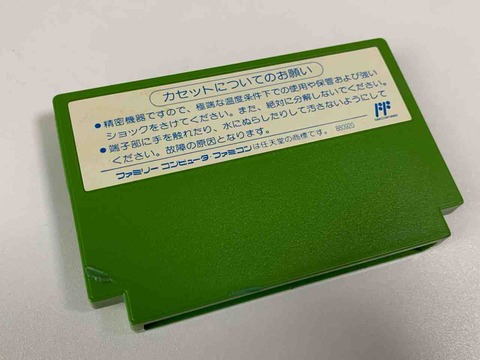 カセットについてのお願い
●精密機器ですので、極端な温度条件下での使用や保管および強い
ショックをさけてください。また、絶対に分解しないでください。
●端子部に手を触れたり、水にぬらしたりして汚さないようにして
ください。故障の原因となります。
ファミリーコンピュータ・ファミコンは任天堂の商標です。